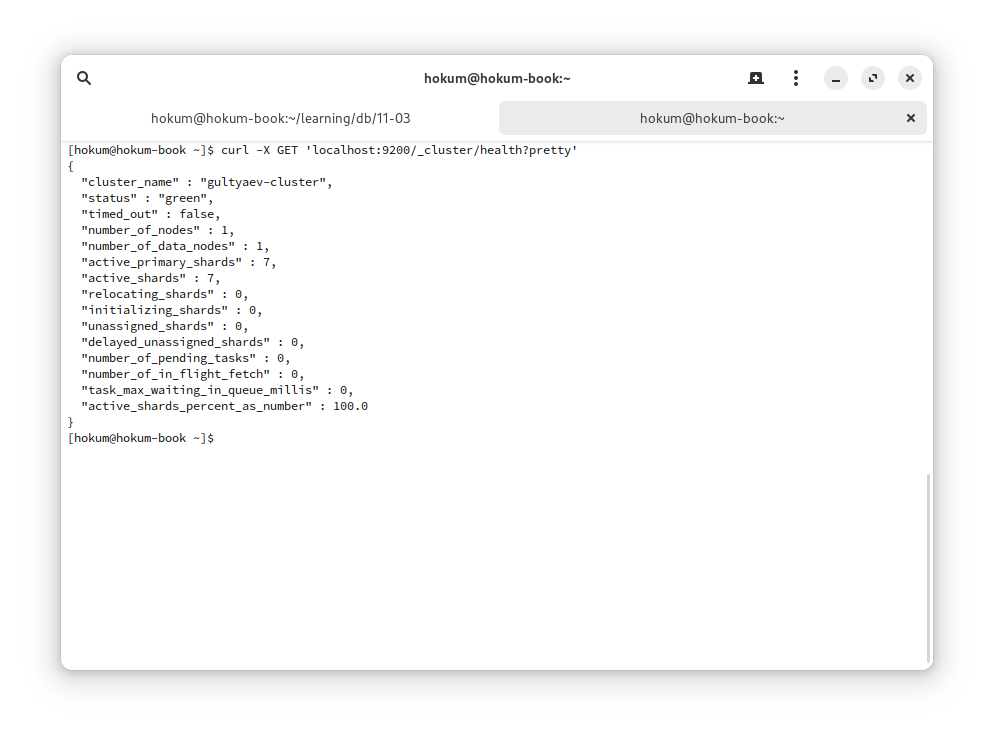 hokum@hokum-book:~
hokum@hokum-book:~/learning/db/11-03
hokum@hokum-book:~
[hokum@hokum-book ~]$ curl -X GET 'localhost:9200/_cluster/health?pretty'
{
  "cluster_name" : "gultyaev-cluster",
  "status" : "green",
  "timed_out" : false,
  "number_of_nodes" : 1,
  "number_of_data_nodes" : 1,
  "active_primary_shards" : 7,
  "active_shards" : 7,
  "relocating_shards" : 0,
  "initializing_shards" : 0,
  "unassigned_shards" : 0,
  "delayed_unassigned_shards" : 0,
  "number_of_pending_tasks" : 0,
  "number_of_in_flight_fetch" : 0,
  "task_max_waiting_in_queue_millis" : 0,
  "active_shards_percent_as_number" : 100.0
}
[hokum@hokum-book ~]$